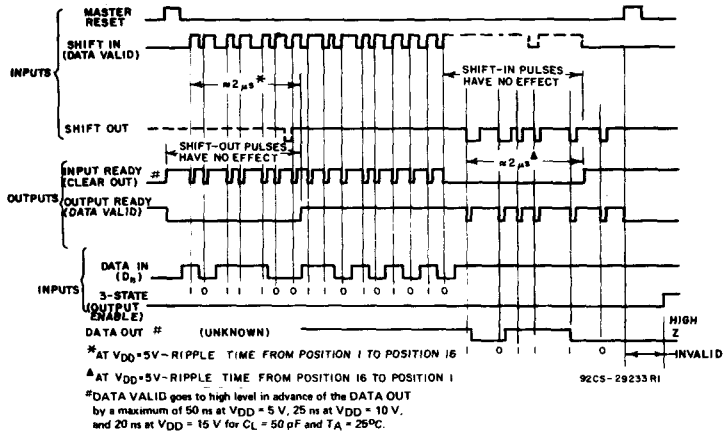 MASTER
RESET
SHIFT IN
(DATA VALID)
INPUTS
≈2 μs*
SHIFT-IN PULSES
HAVE NO EFFECT
SHIFT OUT
SHIFT-OUT PULSES
HAVE NO EFFECT
≈2 μs▲
INPUT READY #
(CLEAR OUT)
OUTPUTS
OUTPUT READY
(DATA VALID)
DATA IN
(Dn)
INPUTS
1 0 1 1 0 1 0 1 0 1 0 1 0 1 0
3-STATE
(OUTPUT
ENABLE)
HIGH
Z
DATA OUT # (UNKNOWN)
1 0 1 1 1 0
INVALID
*AT VDD=5V-RIPPLE TIME FROM POSITION 1 TO POSITION 16
▲AT VDD=5V-RIPPLE TIME FROM POSITION 16 TO POSITION 1
92CS-29233R1
#DATA VALID goes to high level in advance of the DATA OUT
by a maximum of 50 ns at VDD = 5 V, 25 ns at VDD = 10 V,
and 20 ns at VDD = 15 V for CL = 50 pF and TA = 25°C.